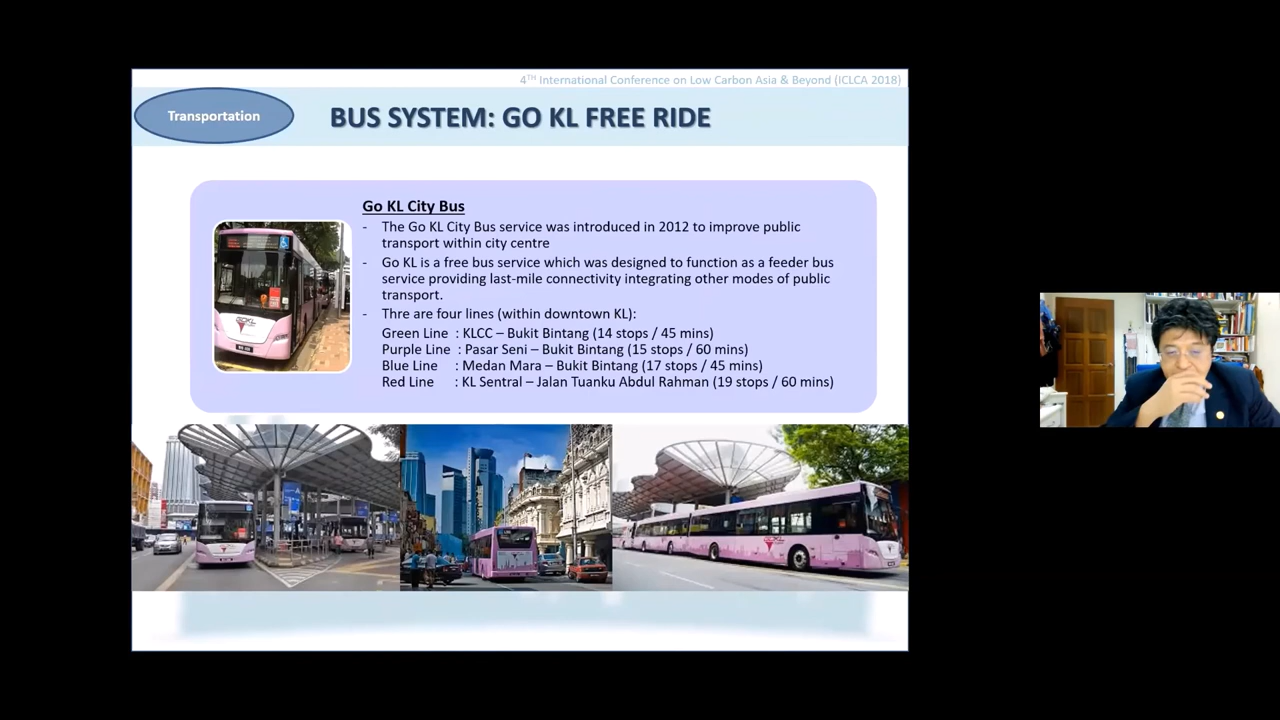 4TH International Conference on Low Carbon Asia & Beyond (ICLCA 2018)
Transportation
BUS SYSTEM: GO KL FREE RIDE
Go KL City Bus
- The Go KL City Bus service was introduced in 2012 to improve public
transport within city centre
- Go KL is a free bus service which was designed to function as a feeder bus
service providing last-mile connectivity integrating other modes of public
transport.
- Thre are four lines (within downtown KL):
Green Line : KLCC – Bukit Bintang (14 stops / 45 mins)
Purple Line : Pasar Seni – Bukit Bintang (15 stops / 60 mins)
Blue Line : Medan Mara – Bukit Bintang (17 stops / 45 mins)
Red Line : KL Sentral – Jalan Tuanku Abdul Rahman (19 stops / 60 mins)
GOKL